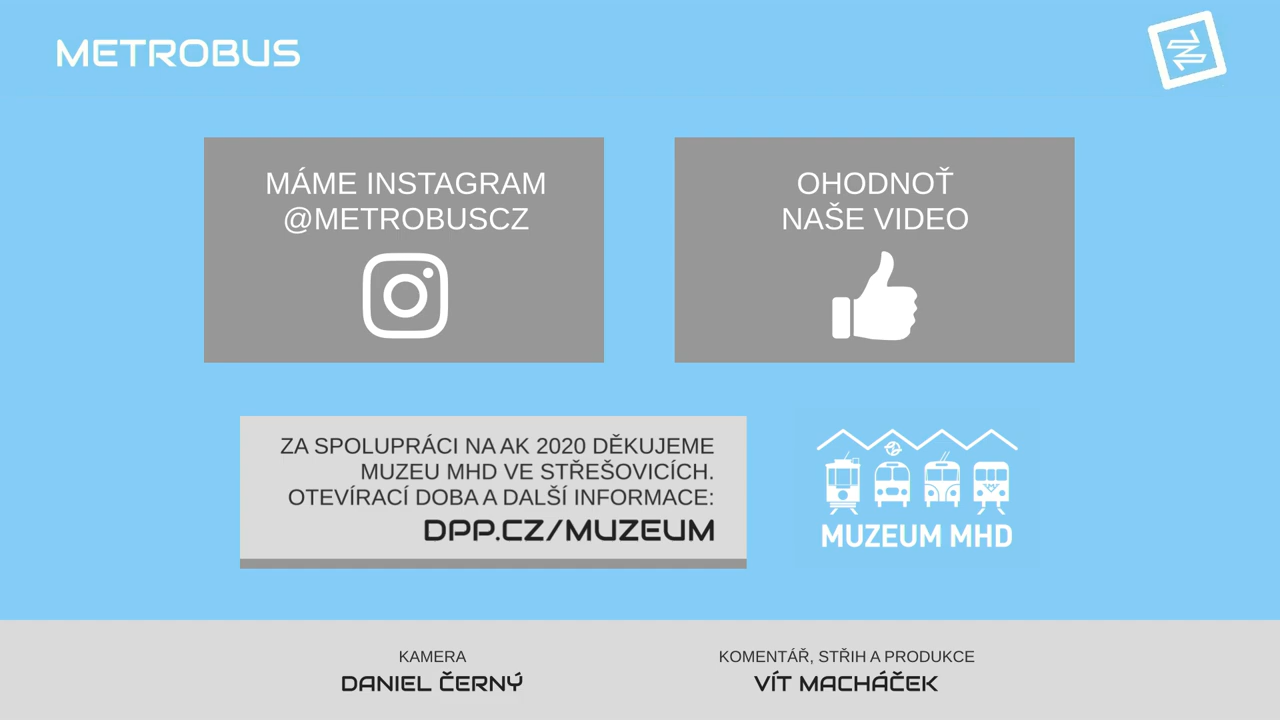 METROBUS
MÁME INSTAGRAM
@METROBUSCZ
OHODNOŤ
NAŠE VIDEO
ZA SPOLUPRÁCI NA AK 2020 DĚKUJEME
MUZEU MHD VE STŘEŠOVICÍCH.
OTEVÍRACÍ DOBA A DALŠÍ INFORMACE:
DPP.CZ/MUZEUM
MUZEUM MHD
KAMERA
DANIEL ČERNÝ
KOMENTÁŘ, STŘIH A PRODUKCE
VÍT MACHÁČEK